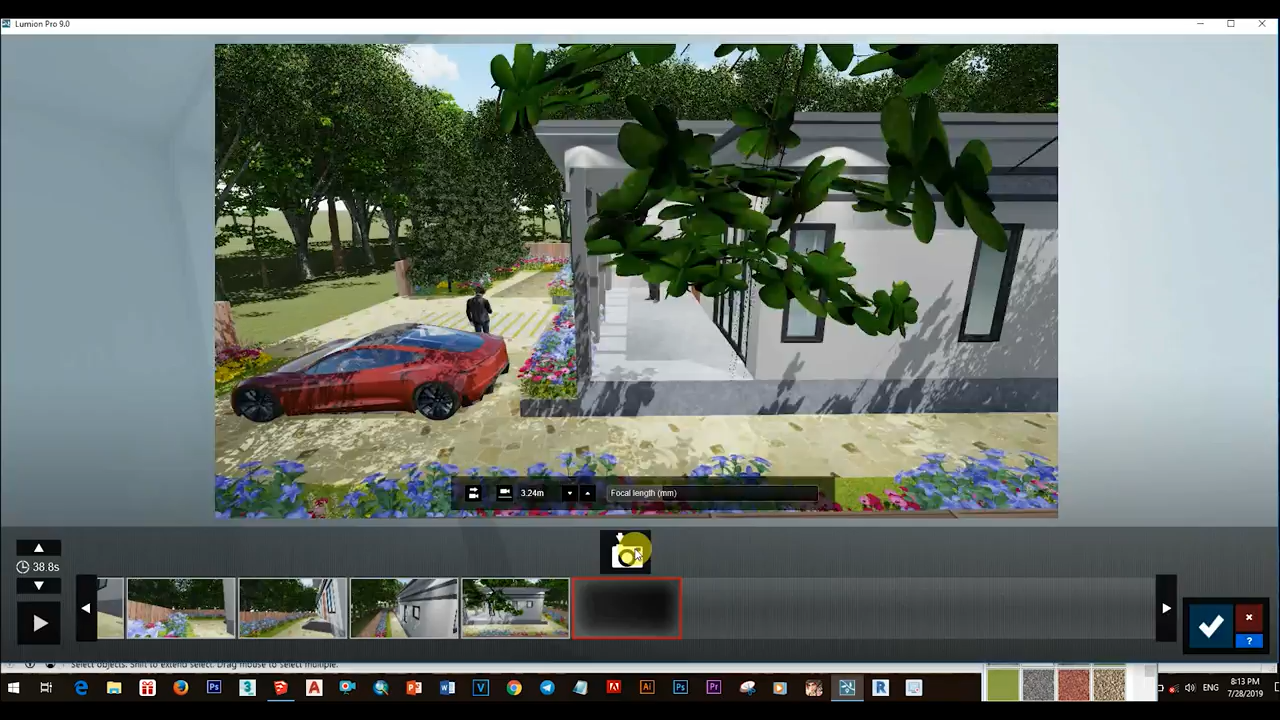 Lumion Pro 9.0
3.24m
Focal length (mm)
38.8s
?
Select objects. Shift to extend select. Drag mouse to select multiple.
ENG
8:13 PM
7/28/2019